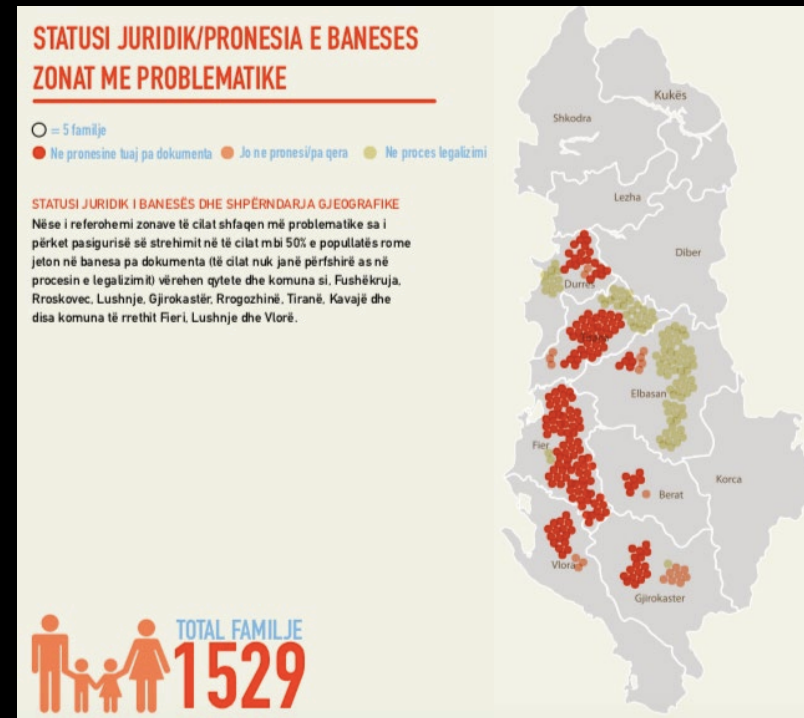 STATUSI JURIDIK/PRONESIA E BANESES
ZONAT ME PROBLEMATIKE
= 5 familje
Ne pronesine tuaj pa dokumenta Jo ne pronesi/pa qera Ne proces legalizimi
STATUSI JURIDIK I BANESËS DHE SHPËRNDARJA GJEOGRAFIKE
Nëse i referohemi zonave të cilat shfaqen më problematike sa i
përket pasigurisë së strehimit në të cilat mbi 50% e popullatës rome
jeton në banesa pa dokumenta (të cilat nuk janë përfshirë as në
procesin e legalizimit) vërehen qytete dhe komuna si, Fushëkruja,
Rroskovec, Lushnje, Gjirokastër, Rrogozhinë, Tiranë, Kavajë dhe
disa komuna të rrethit Fieri, Lushnje dhe Vlorë.
Kukës
Shkodra
Lezha
Diber
Durres
Elbasan
Fier
Korca
Berat
Vlora
Gjirokaster
TOTAL FAMILJE
1529